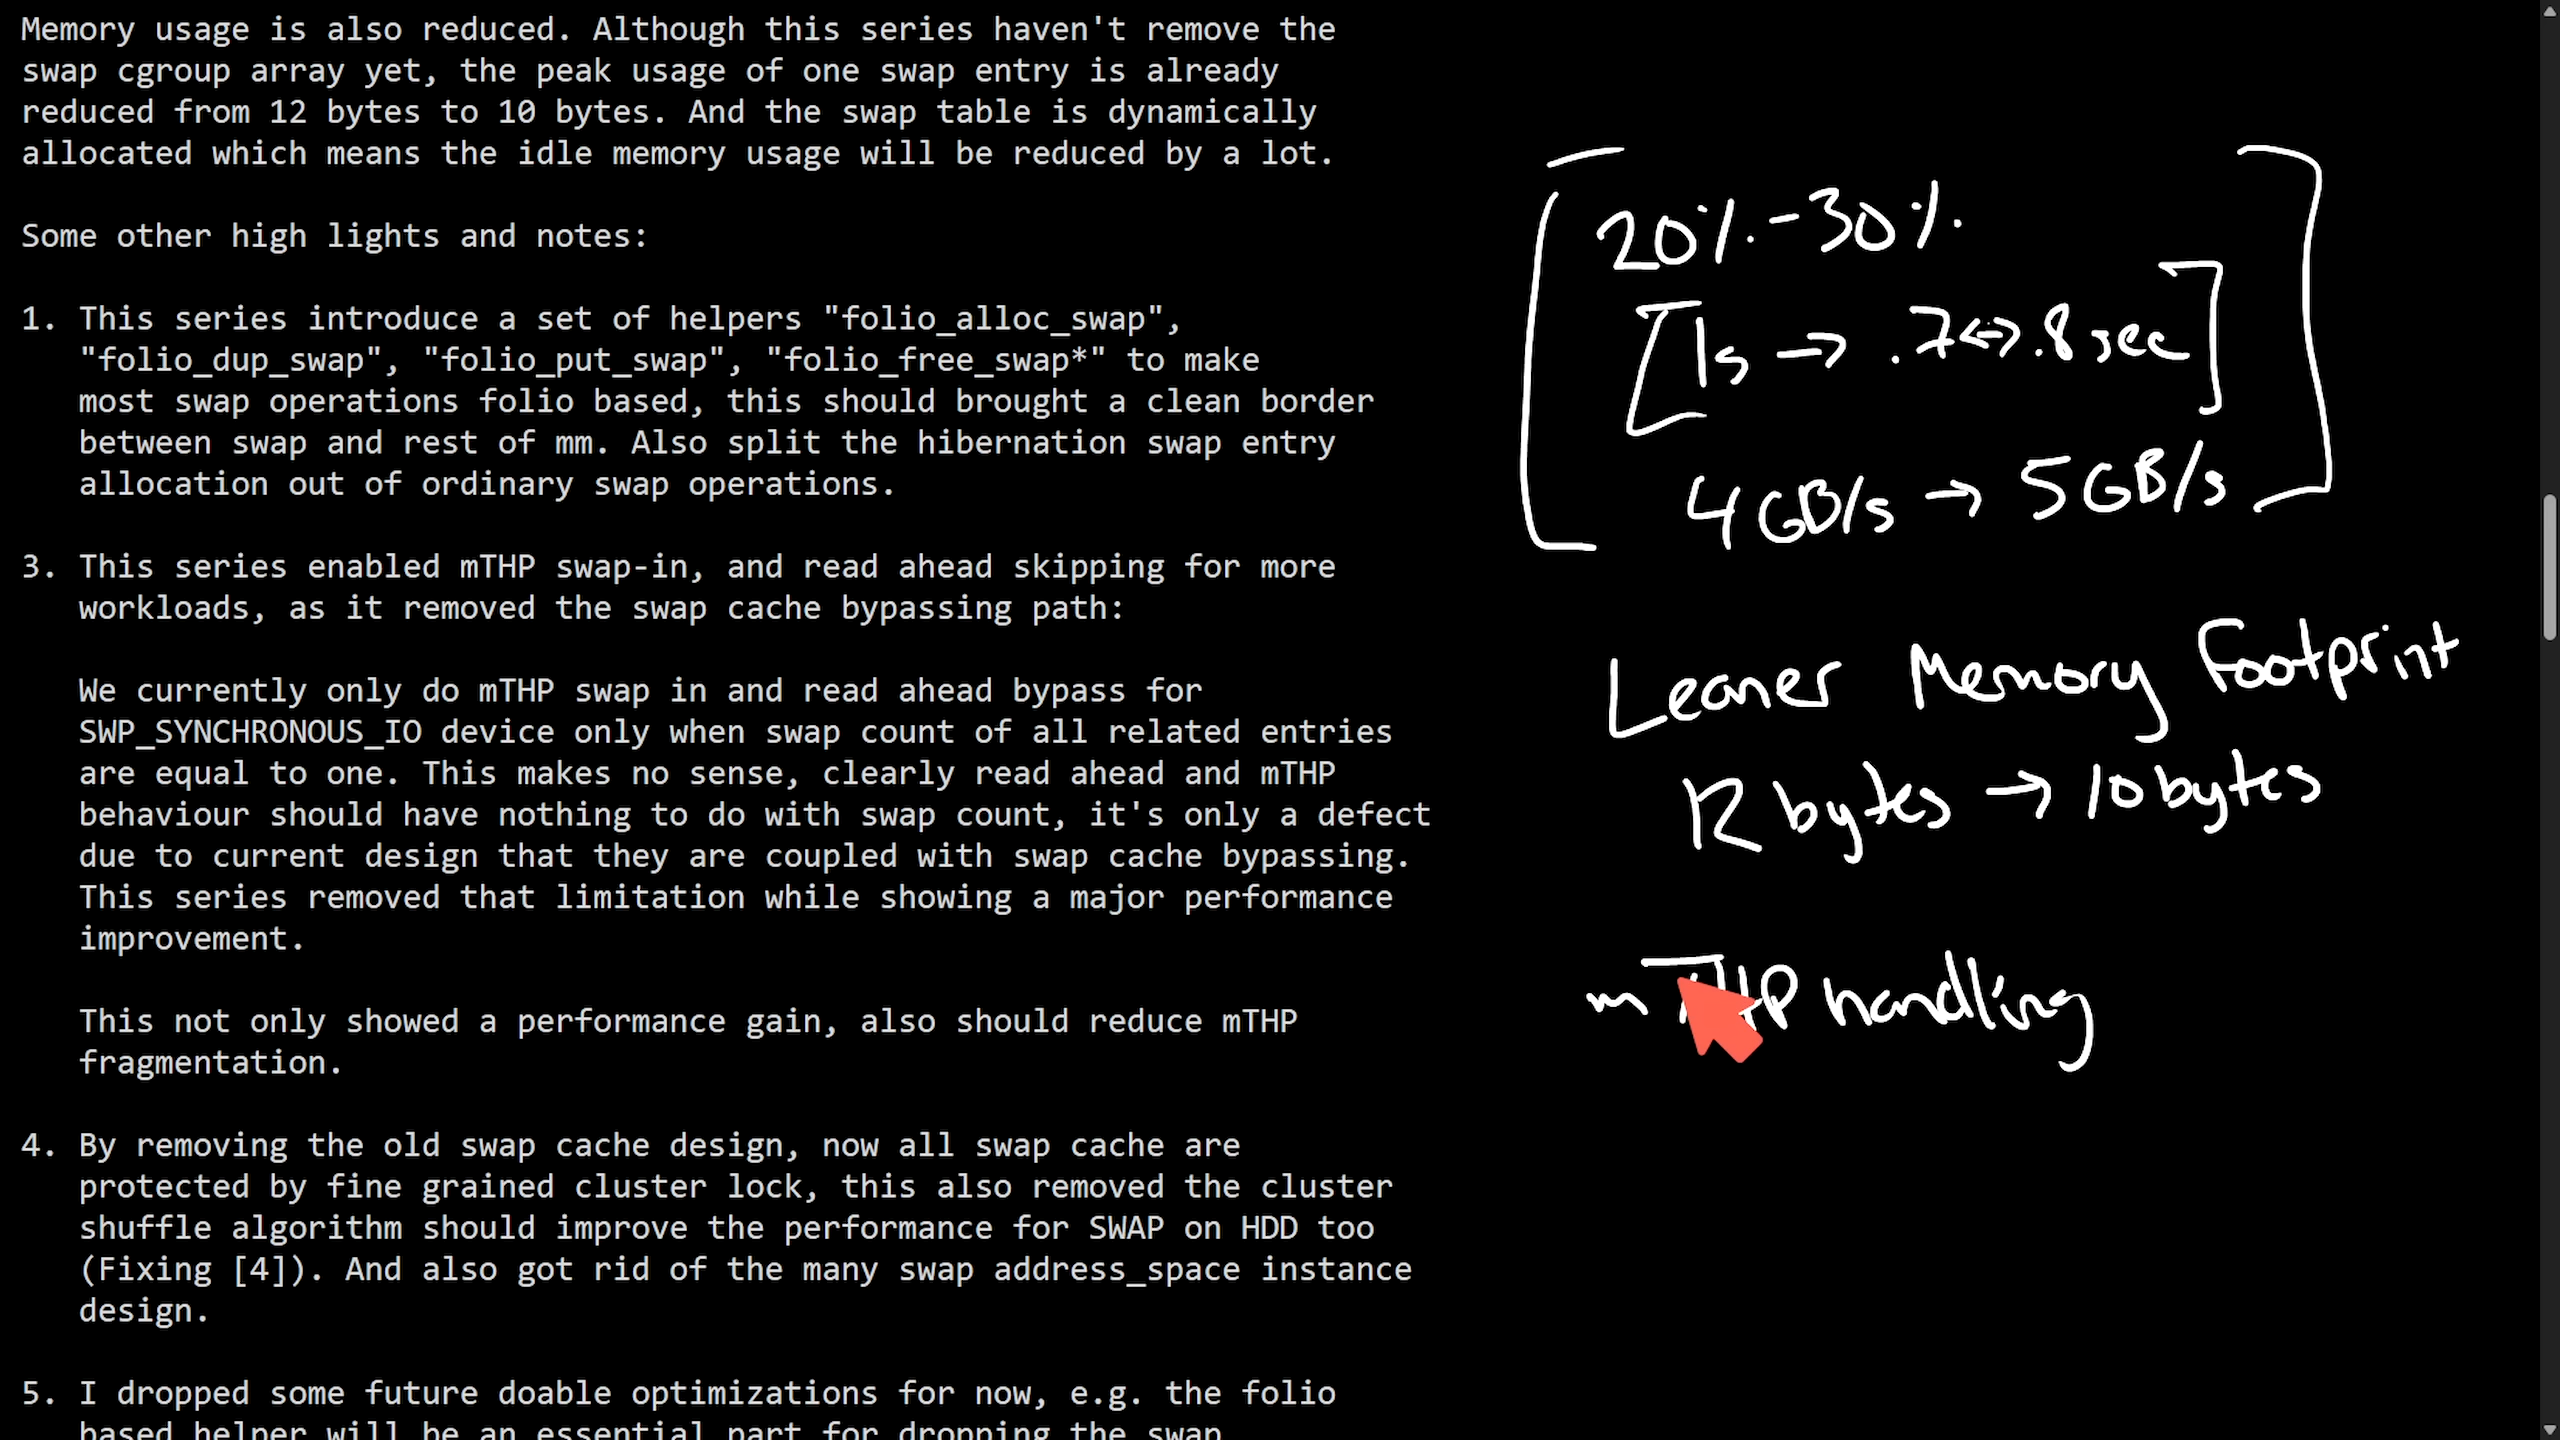 Memory usage is also reduced. Although this series haven't remove the
swap cgroup array yet, the peak usage of one swap entry is already
reduced from 12 bytes to 10 bytes. And the swap table is dynamically
allocated which means the idle memory usage will be reduced by a lot.
Some other high lights and notes:
1. This series introduce a set of helpers "folio_alloc_swap",
"folio_dup_swap", "folio_put_swap", "folio_free_swap*" to make
most swap operations folio based, this should brought a clean border
between swap and rest of mm. Also split the hibernation swap entry
allocation out of ordinary swap operations.
3. This series enabled mTHP swap-in, and read ahead skipping for more
workloads, as it removed the swap cache bypassing path:
We currently only do mTHP swap in and read ahead bypass for
SWP_SYNCHRONOUS_IO device only when swap count of all related entries
are equal to one. This makes no sense, clearly read ahead and mTHP
behaviour should have nothing to do with swap count, it's only a defect
due to current design that they are coupled with swap cache bypassing.
This series removed that limitation while showing a major performance
improvement.
This not only showed a performance gain, also should reduce mTHP
fragmentation.
4. By removing the old swap cache design, now all swap cache are
protected by fine grained cluster lock, this also removed the cluster
shuffle algorithm should improve the performance for SWAP on HDD too
(Fixing [4]). And also got rid of the many swap address_space instance
design.
5. I dropped some future doable optimizations for now, e.g. the folio
based helper will be an essential part for dropping the swap
20%-30%
[1s → .7<->.8 sec]
4GB/s → 5GB/s
Leaner Memory Footprint
12 bytes → 10 bytes
mTHP handling